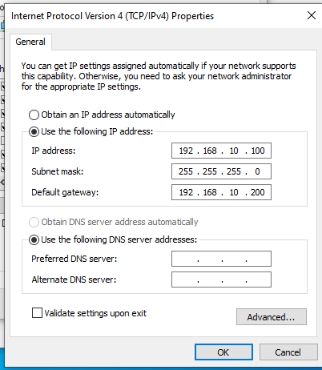 Internet Protocol Version 4 (TCP/IPv4) Properties
General
You can get IP settings assigned automatically if your network supports
this capability. Otherwise, you need to ask your network administrator
for the appropriate IP settings.
Obtain an IP address automatically
Use the following IP address:
IP address: 192 . 168 . 10 . 100
Subnet mask: 255 . 255 . 255 . 0
Default gateway: 192 . 168 . 10 . 200
Obtain DNS server address automatically
Use the following DNS server addresses:
Preferred DNS server: . . .
Alternate DNS server: . . .
Validate settings upon exit
Advanced...
OK Cancel